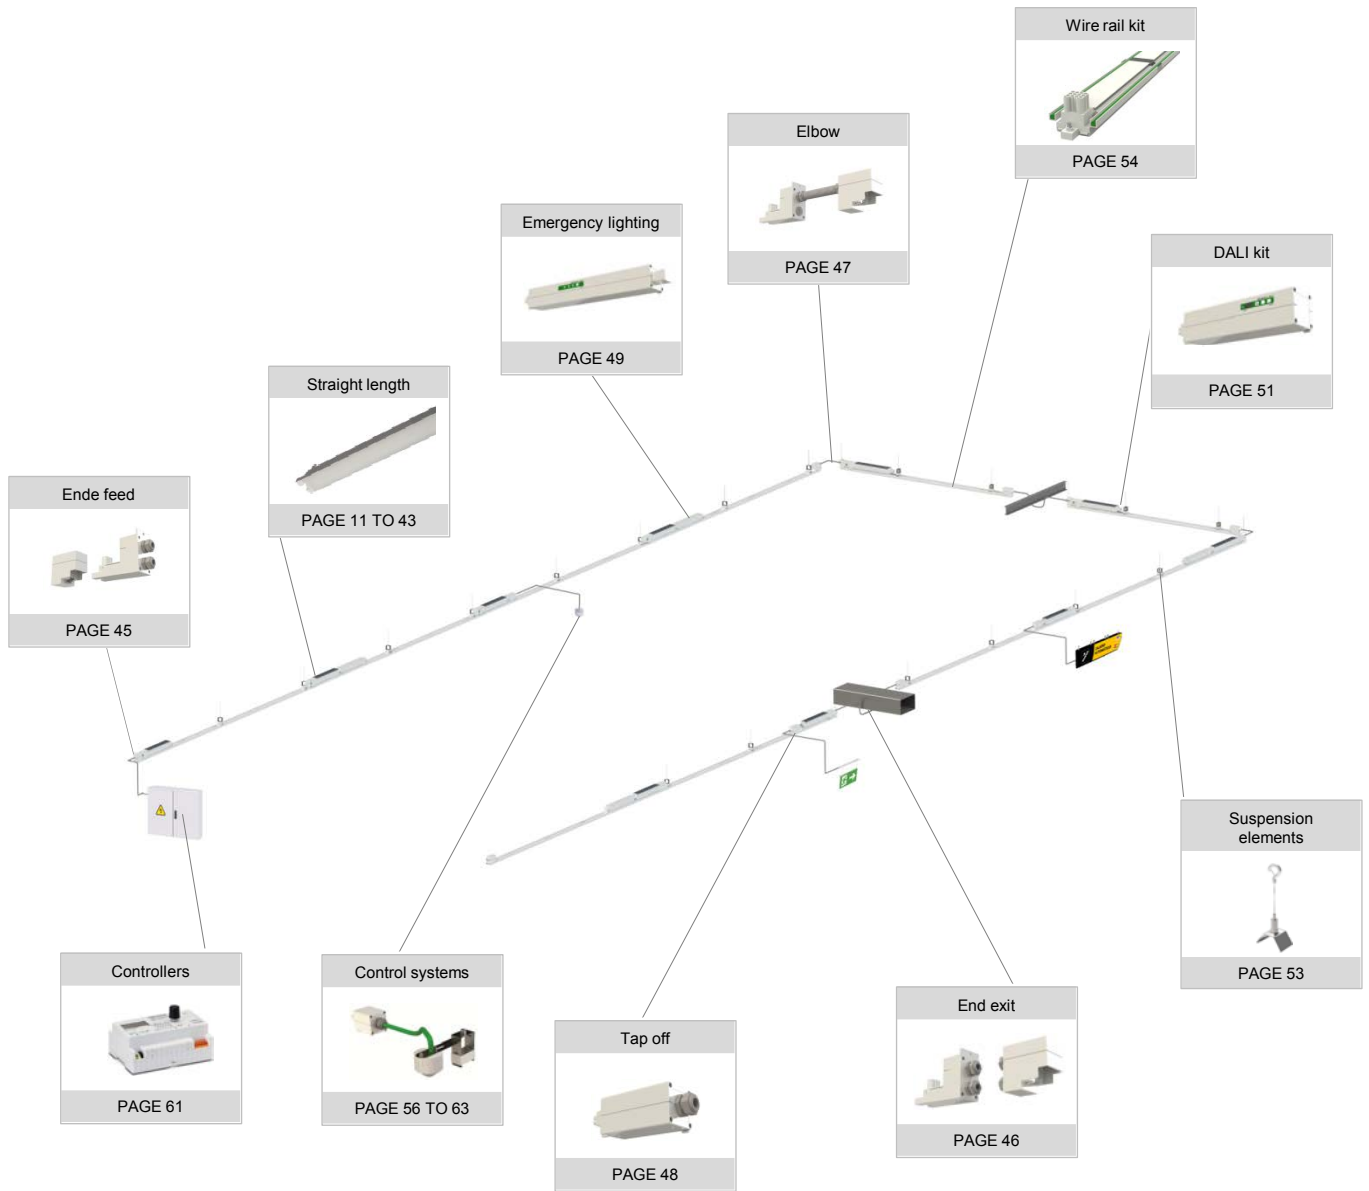 Wire rail kit
PAGE 54
Elbow
PAGE 47
Emergency lighting
PAGE 49
DALI kit
PAGE 51
Straight length
PAGE 11 TO 43
Ende feed
PAGE 45
Suspension
elements
PAGE 53
Controllers
PAGE 61
Control systems
PAGE 56 TO 63
Tap off
PAGE 48
End exit
PAGE 46